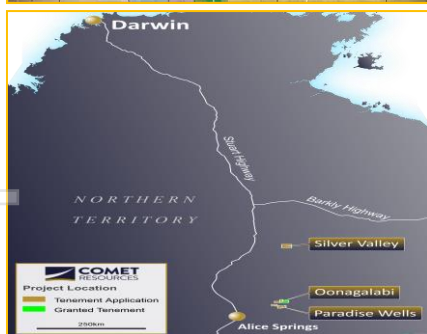 Darwin
Stuart Highway
NORTHERN
TERRITORY
Barkly Highway
Silver Valley
COMET
RESOURCES
Project Location
Tenement Application
Granted Tenement
250km
Oonagalabi
Paradise Wells
Alice Springs